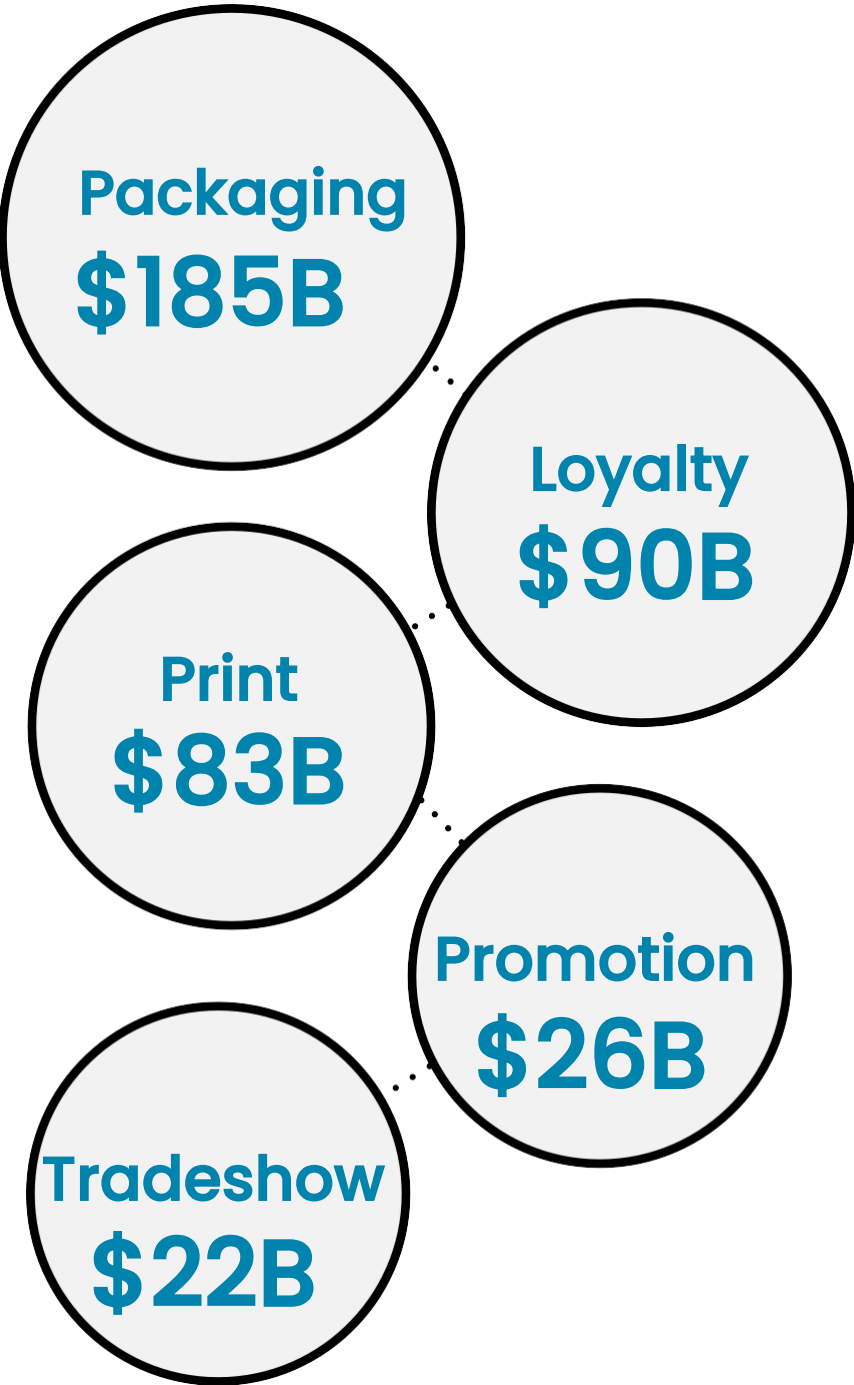 Packaging
$185B
Loyalty
$90B
Print
$83B
Promotion
$26B
Tradeshow
$22B